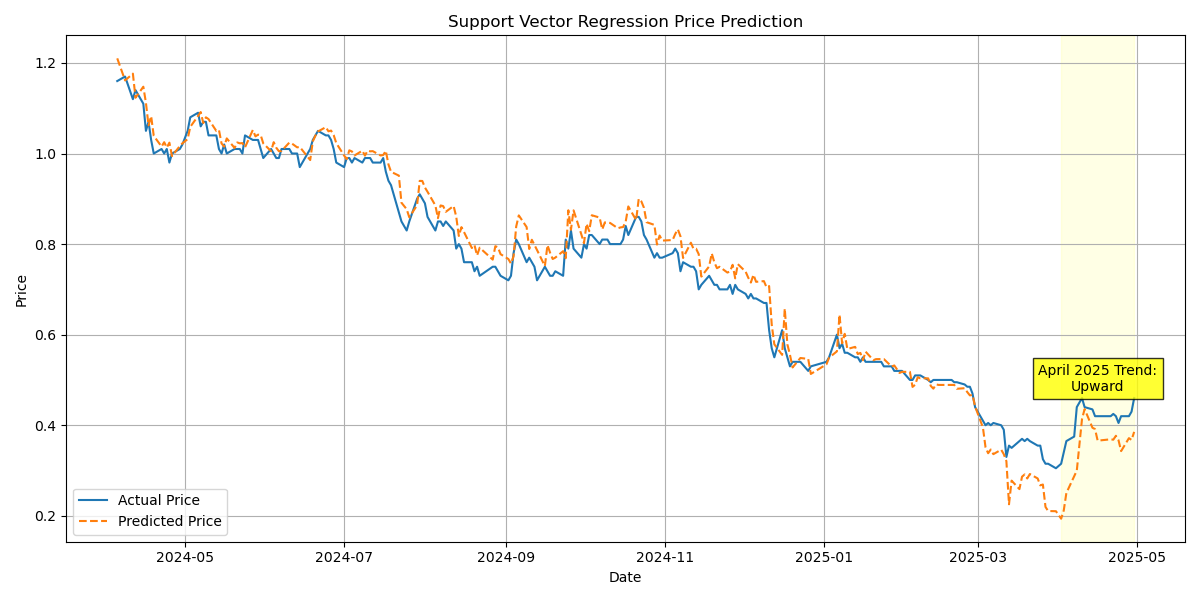 Support Vector Regression Price Prediction
Price
1.2
1.0
0.8
0.6
0.4
0.2
April 2025 Trend:
Upward
Actual Price
Predicted Price
2024-05
2024-07
2024-09
2024-11
2025-01
2025-03
2025-05
Date